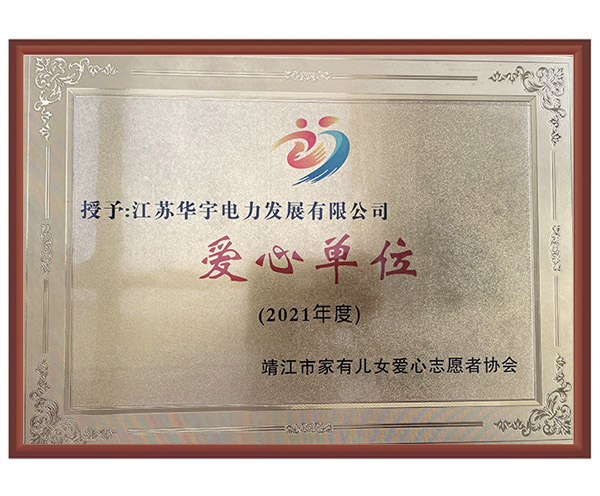 授予:江苏华宇电力发展有限公司
爱心单位
(2021年度)
靖江市家有儿女爱心志愿者协会